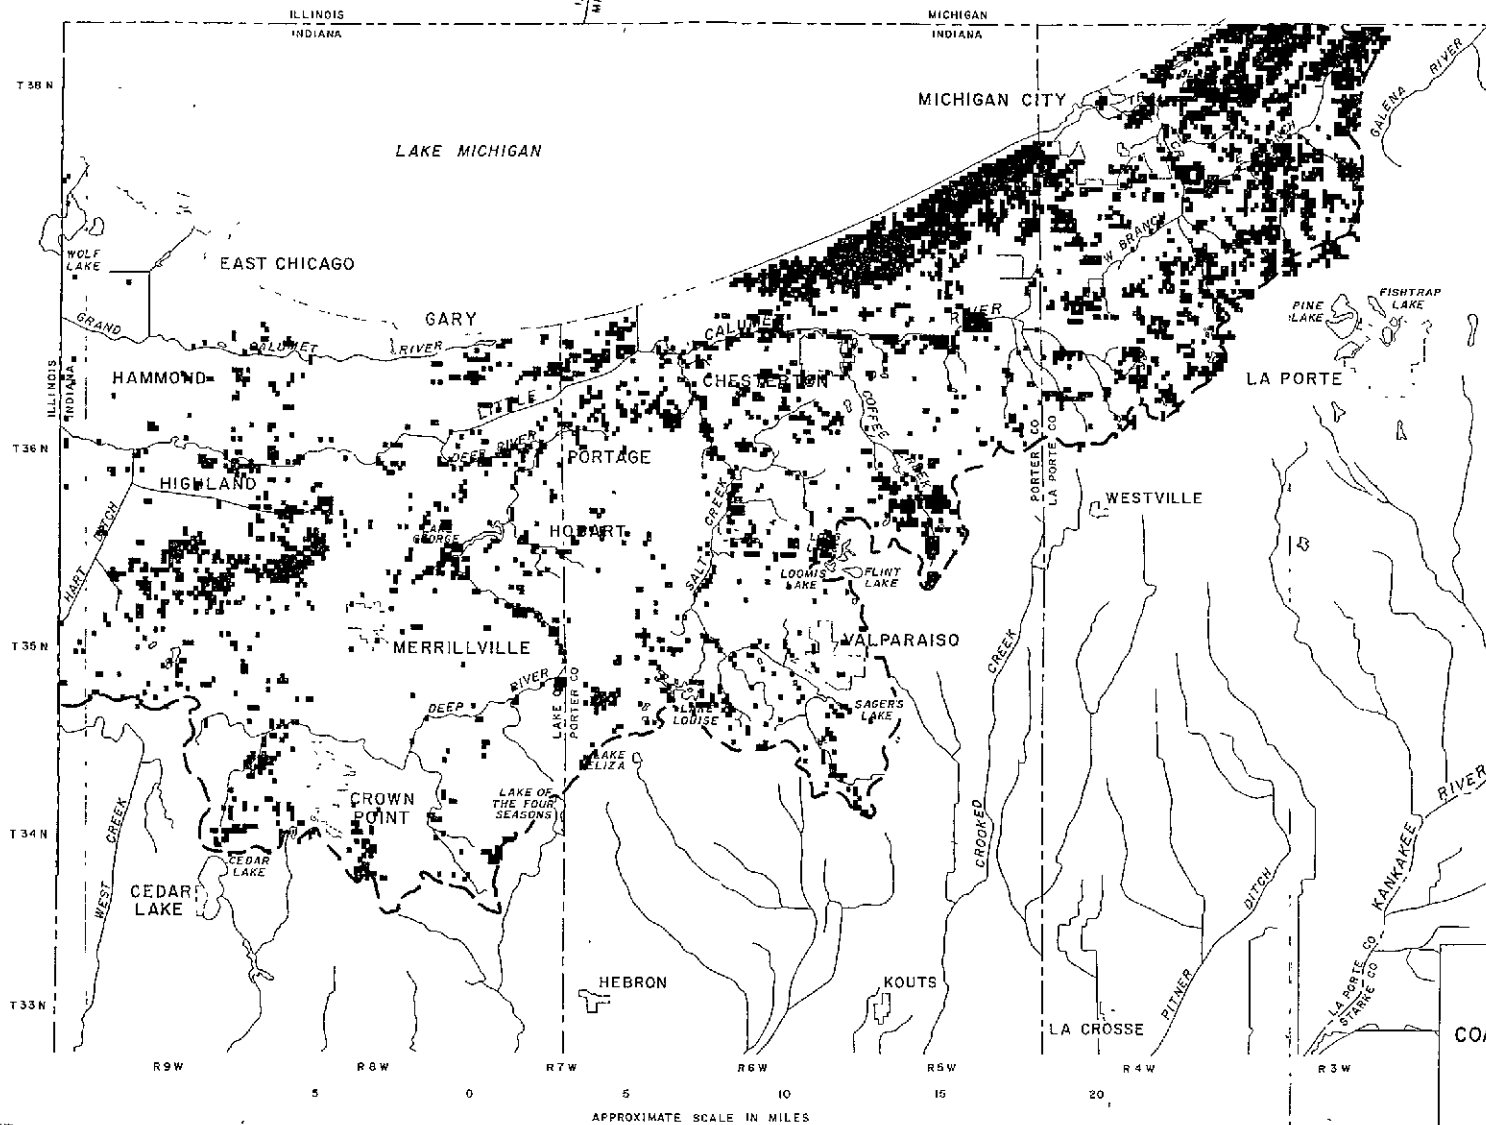 ILLINOIS
INDIANA
MICHIGAN
INDIANA
T 38 N
MICHIGAN CITY
GALENA RIVER
LAKE MICHIGAN
WOLF
LAKE
EAST CHICAGO
W. BRANCH
GRAND CALUMET RIVER
GARY
CALUMET RIVER
PINE
LAKE
FISHTRAP
LAKE
ILLINOIS
INDIANA
HAMMOND
LITTLE
CHESTERTON
LA PORTE
COFFEE CREEK
T 36 N
DEEP RIVER
PORTAGE
PORTER CO
LA PORTE CO
HIGHLAND
WESTVILLE
HART DITCH
LAKE
GEORGE
HOBART
SALT CREEK
LOOMIS
LAKE
FLINT
LAKE
T 35 N
MERRILLVILLE
VALPARAISO
CREEK
DEEP RIVER
LAKE CO
PORTER CO
LAKE
LOUISE
SAGER'S
LAKE
LAKE
ELIZA
CROWN
POINT
LAKE OF
THE FOUR
SEASONS
T 34 N
WEST CREEK
CROOKED
KANKAKEE RIVER
CEDAR
LAKE
CEDAR
LAKE
PITNER DITCH
T 33 N
HEBRON
KOUTS
LA CROSSE
LA PORTE CO
STARKE CO
R 9 W
R 8 W
R 7 W
R 6 W
R 5 W
R 4 W
R 3 W
5 0 5 10 15 20
APPROXIMATE SCALE IN MILES